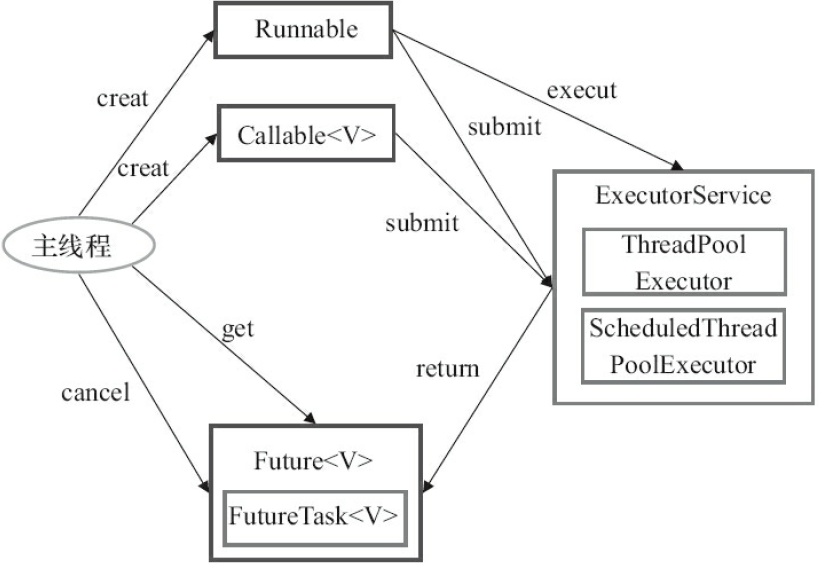 Runnable
creat
execut
submit
Callable<V>
creat
submit
ExecutorService
ThreadPool
Executor
ScheduledThread
PoolExecutor
主线程
get
return
cancel
Future<V>
FutureTask<V>